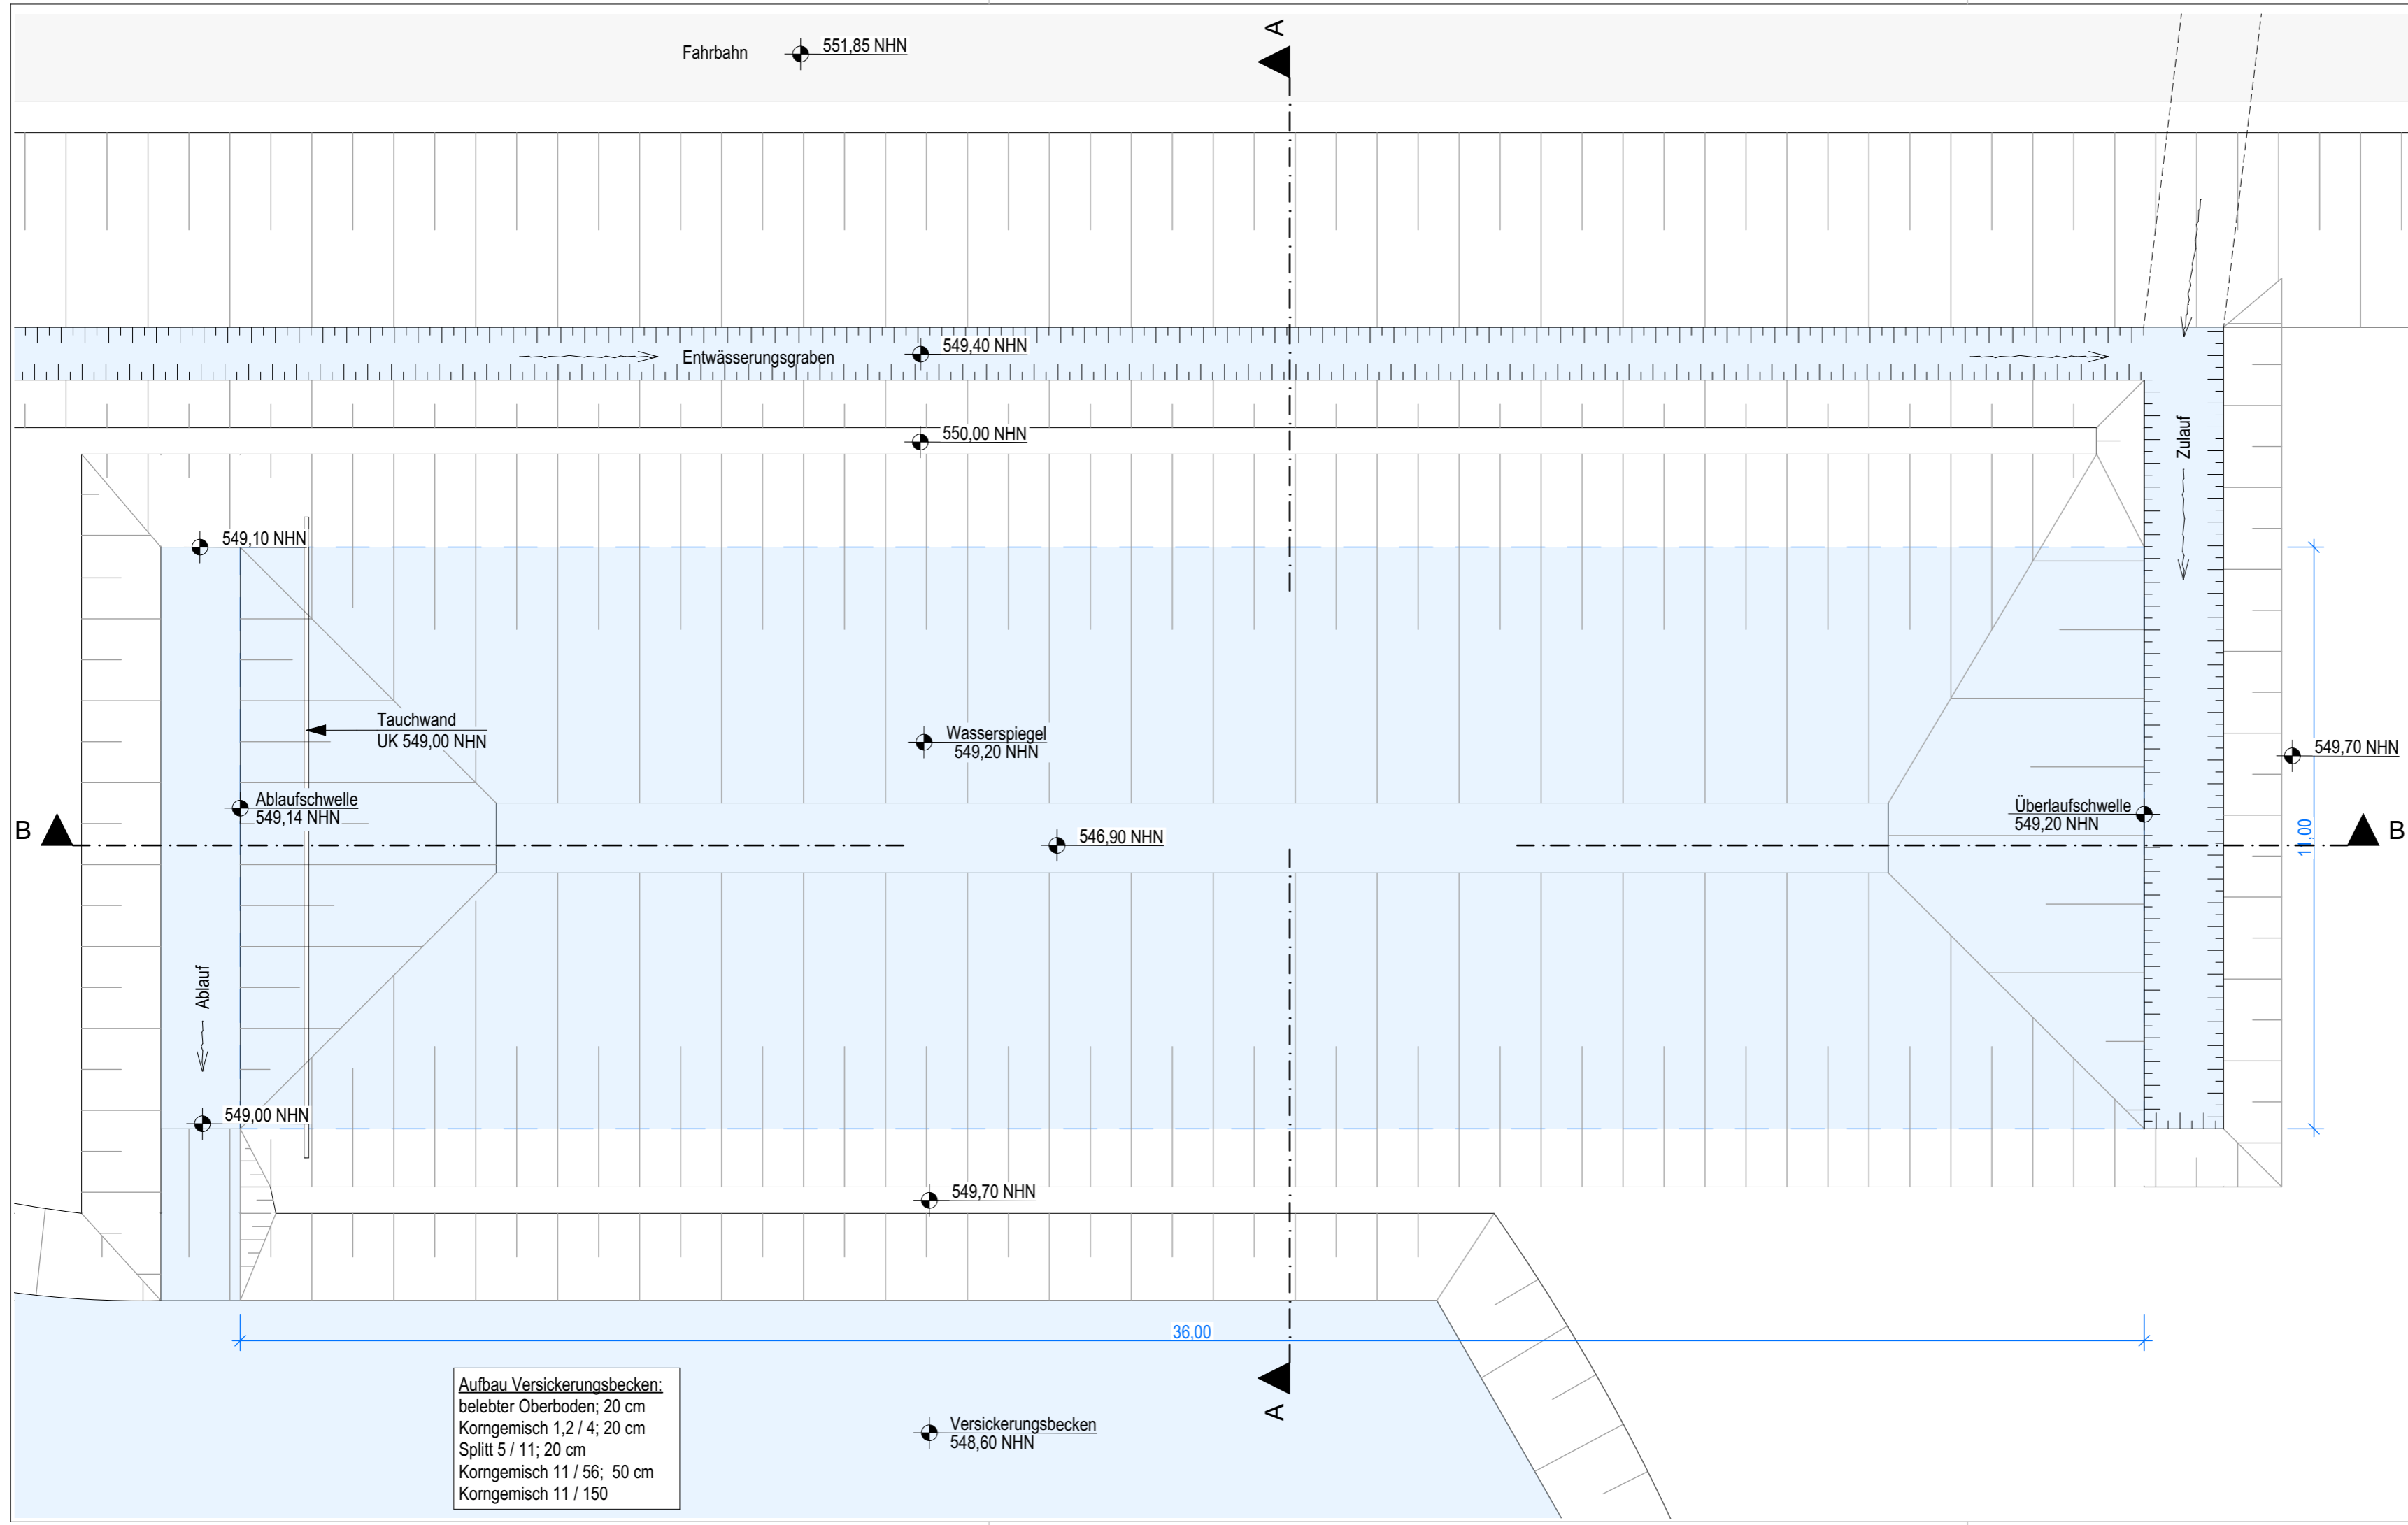 A
Fahrbahn
551,85 NHN
Entwässerungsgraben
549,40 NHN
550,00 NHN
Zulauf
549,10 NHN
Tauchwand
UK 549,00 NHN
Wasserspiegel
549,20 NHN
549,70 NHN
Ablaufschwelle
549,14 NHN
Überlaufschwelle
549,20 NHN
B
546,90 NHN
11,00
B
Ablauf
549,00 NHN
549,70 NHN
36,00
A
Aufbau Versickerungsbecken:
belebter Oberboden; 20 cm
Korngemisch 1,2 / 4; 20 cm
Splitt 5 / 11; 20 cm
Korngemisch 11 / 56; 50 cm
Korngemisch 11 / 150
Versickerungsbecken
548,60 NHN